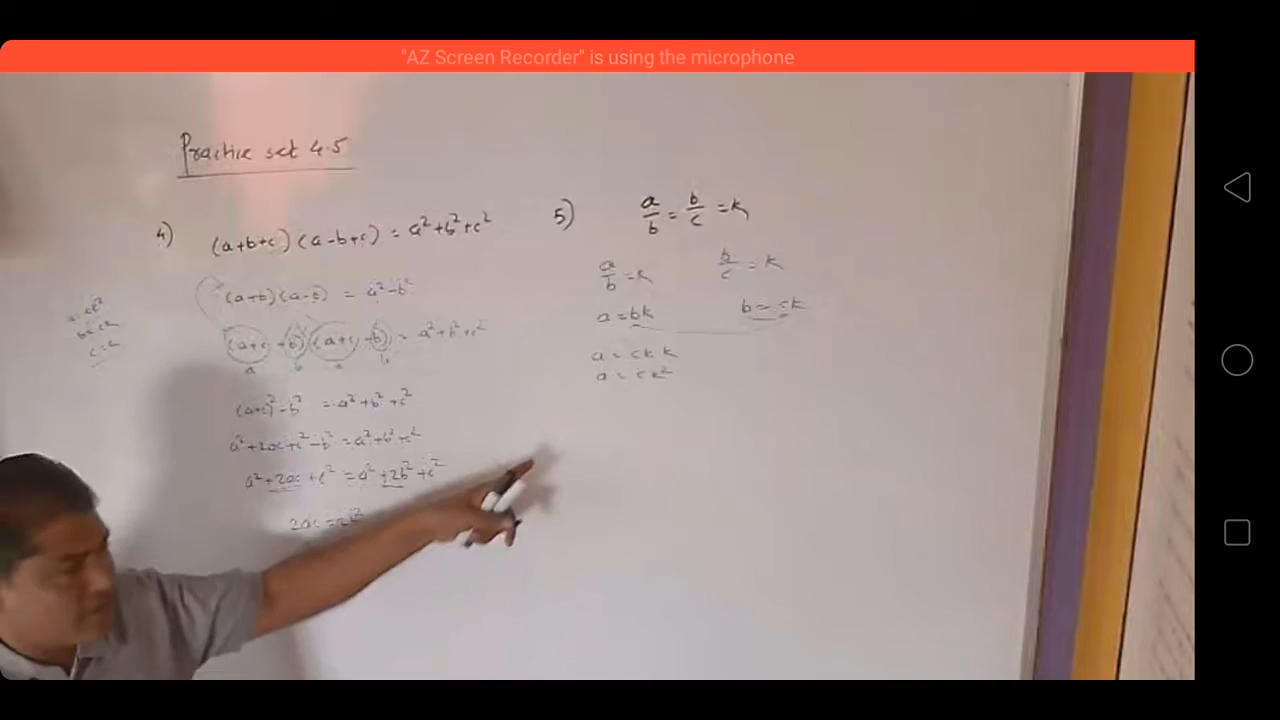 "AZ Screen Recorder" is using the microphone
Practice set 4.5
4) (a+b+c)(a-b+c) = a²+b²+c²
(a+b)(a-b) = a²-b²
(a+c +b)(a+c -b) = a²+b²+c²
a b a b
(a+c)²-b² = a²+b²+c²
a²+2ac+c²-b² = a²+b²+c²
a²+2ac+c² = a²+2b²+c²
2ac = 2b²
a = ck²
b = ck
c = c
5) a/b = b/c = k
a/b = k b/c = k
a = bk b = ck
a = ck k
a = ck²